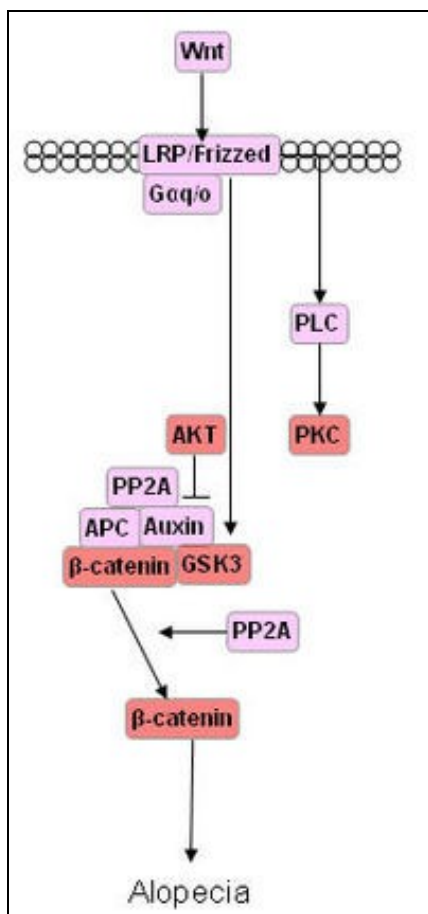 Wnt
LRP/Frizzed
Gαq/o
PLC
AKT
PKC
PP2A
APC
Auxin
β-catenin
GSK3
PP2A
β-catenin
Alopecia